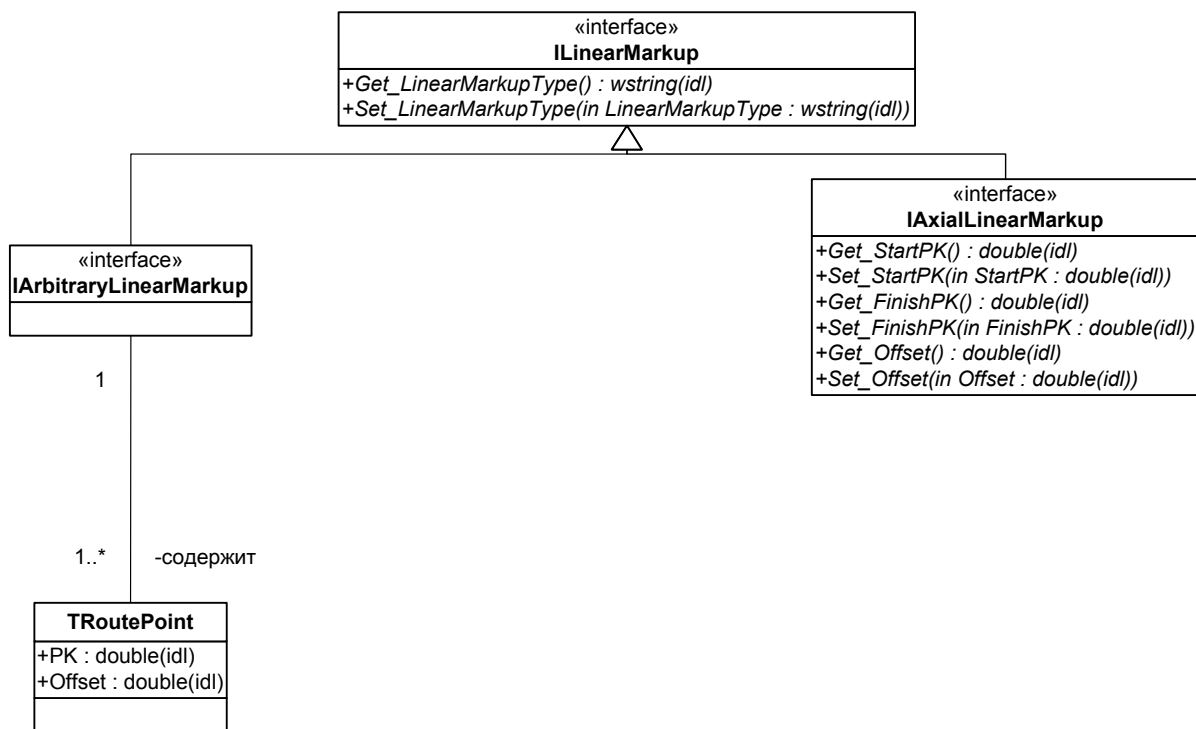 «interface»
ILinearMarkup
+Get_LinearMarkupType() : wstring(idl)
+Set_LinearMarkupType(in LinearMarkupType : wstring(idl))
«interface»
IAxialLinearMarkup
+Get_StartPK() : double(idl)
+Set_StartPK(in StartPK : double(idl))
+Get_FinishPK() : double(idl)
+Set_FinishPK(in FinishPK : double(idl))
+Get_Offset() : double(idl)
+Set_Offset(in Offset : double(idl))
«interface»
IArbitraryLinearMarkup
1
1..* -содержит
TRoutePoint
+PK : double(idl)
+Offset : double(idl)